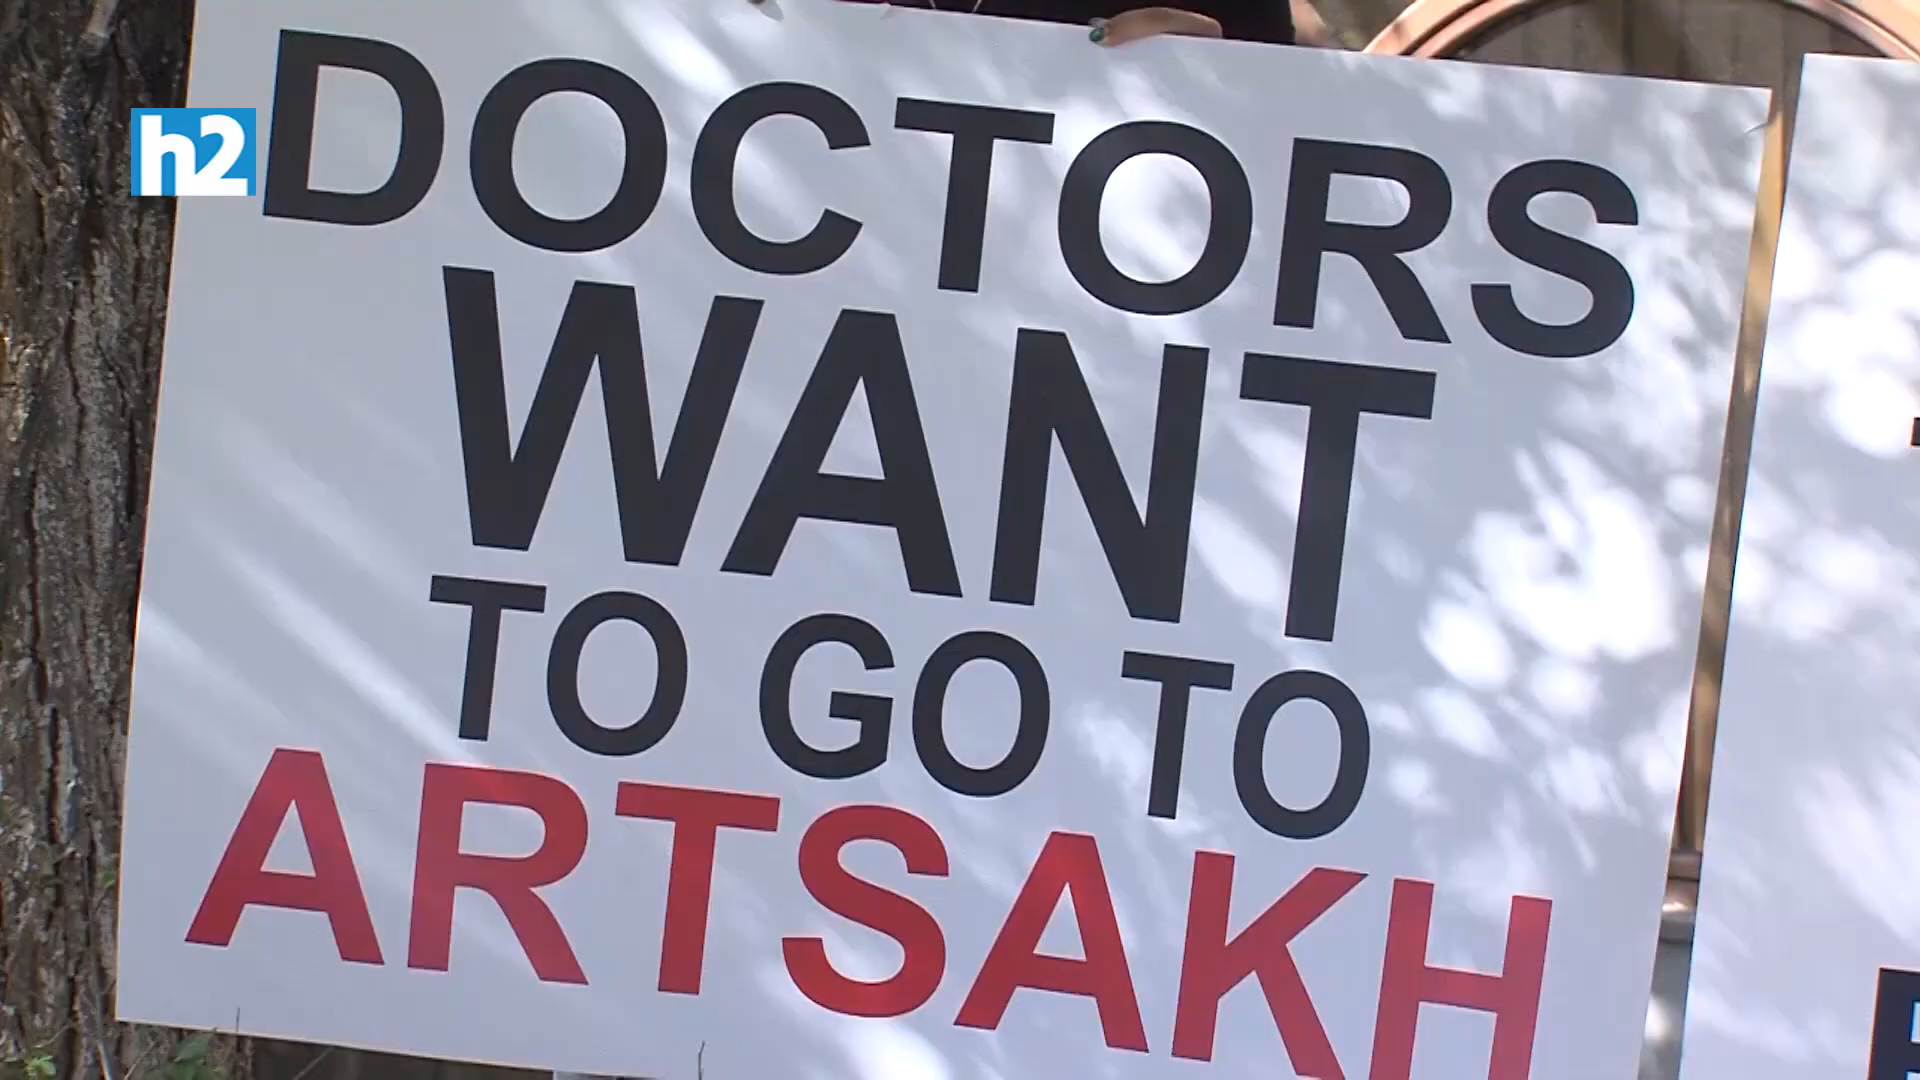 h2
DOCTORS
WANT
TO GO TO
ARTSAKH